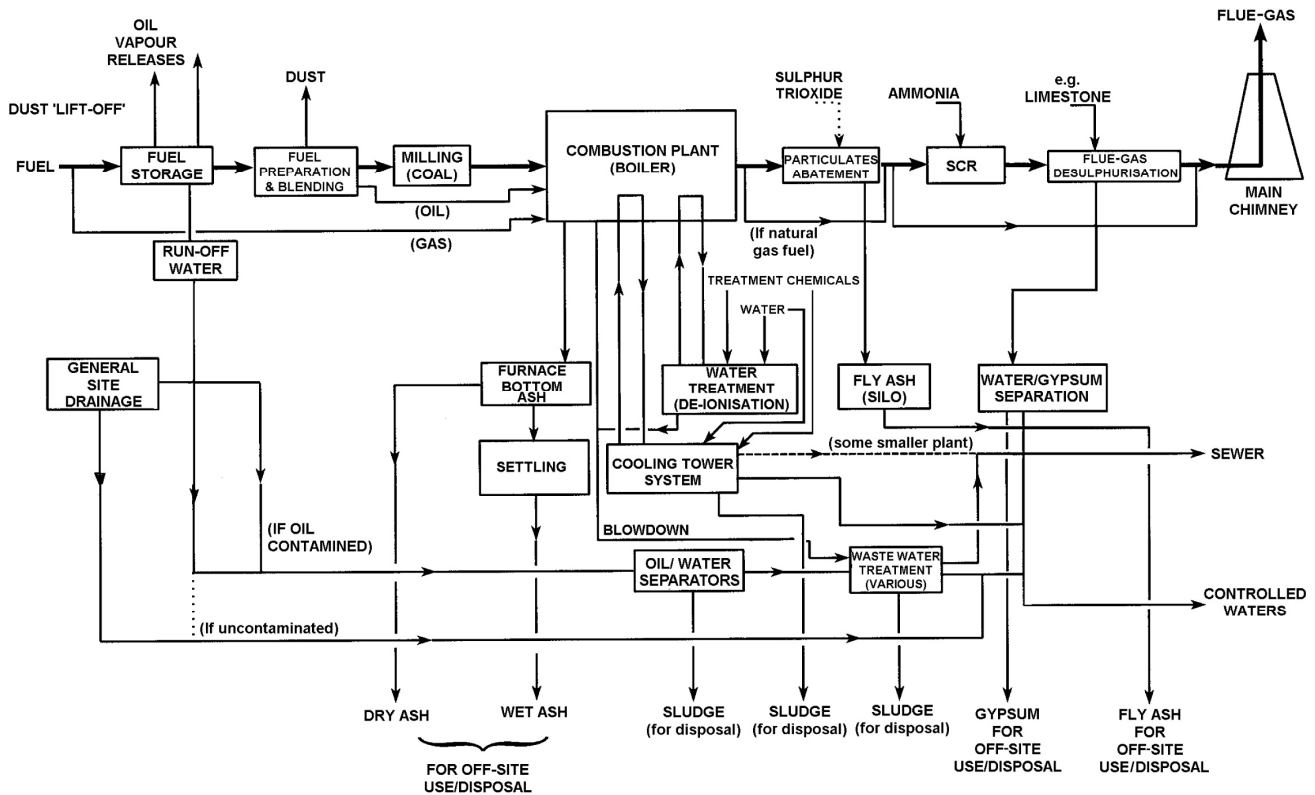 FLUE-GAS
OIL
VAPOUR
RELEASES
DUST
SULPHUR
TRIOXIDE
AMMONIA
e.g.
LIMESTONE
DUST 'LIFT-OFF'
FUEL
FUEL
STORAGE
FUEL
PREPARATION
& BLENDING
MILLING
(COAL)
COMBUSTION PLANT
(BOILER)
PARTICULATES
ABATEMENT
SCR
FLUE-GAS
DESULPHURISATION
MAIN
CHIMNEY
(OIL)
(GAS)
(If natural
gas fuel)
RUN-OFF
WATER
TREATMENT CHEMICALS
WATER
GENERAL
SITE
DRAINAGE
FURNACE
BOTTOM
ASH
WATER
TREATMENT
(DE-IONISATION)
FLY ASH
(SILO)
WATER/GYPSUM
SEPARATION
(some smaller plant)
SEWER
SETTLING
COOLING TOWER
SYSTEM
(IF OIL
CONTAMINED)
BLOWDOWN
OIL/ WATER
SEPARATORS
WASTE WATER
TREATMENT
(VARIOUS)
CONTROLLED
WATERS
(If uncontaminated)
DRY ASH
WET ASH
SLUDGE
(for disposal)
SLUDGE
(for disposal)
SLUDGE
(for disposal)
GYPSUM
FOR
OFF-SITE
USE/DISPOSAL
FLY ASH
FOR
OFF-SITE
USE/DISPOSAL
FOR OFF-SITE
USE/DISPOSAL